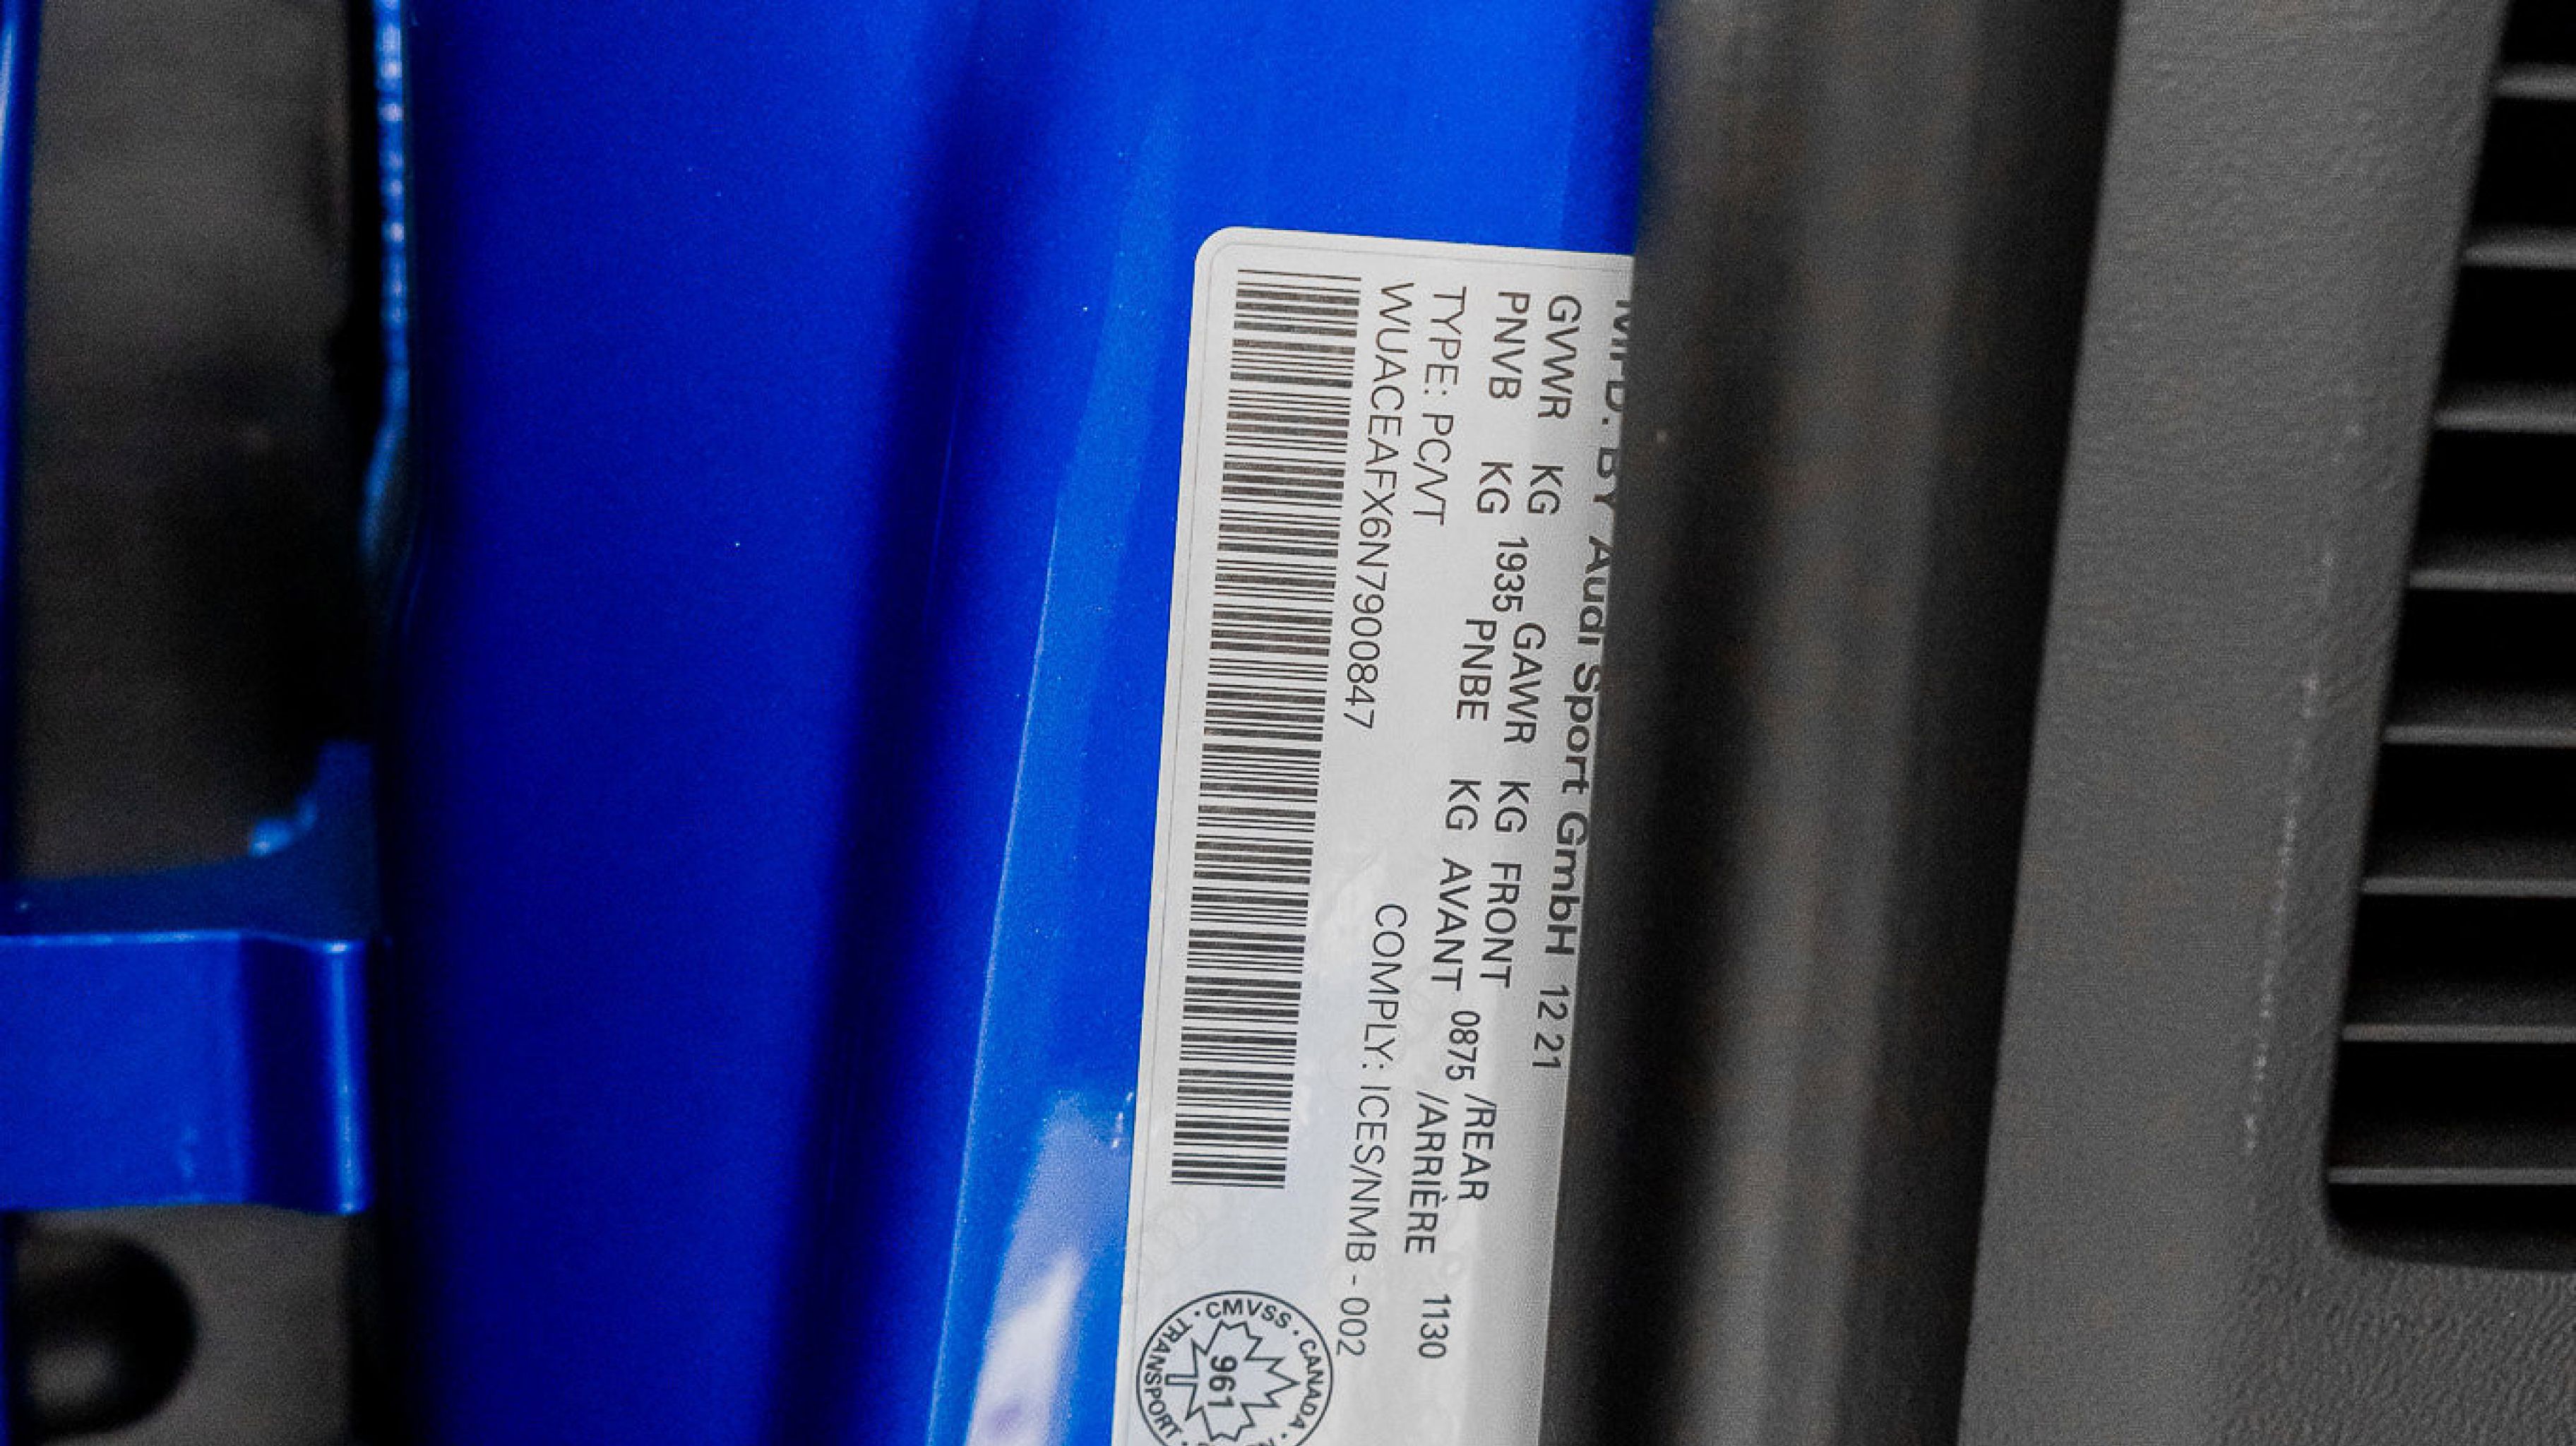 MFD. BY Audi Sport GmbH 12 21
GVWR KG 1935 GAWR KG FRONT 0875 /REAR 1130
PNVB KG PNBE KG AVANT /ARRIÈRE
TYPE: PC/VT
WUACEAFX6N7900847 COMPLY: ICES/NMB-002
· CMVSS · CANADA ·
TRANSPORT ·
961